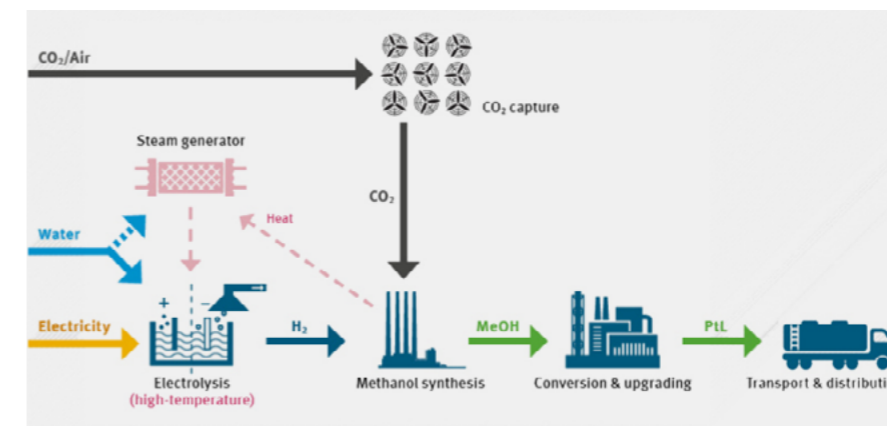 CO₂/Air
CO₂ capture
Steam generator
CO₂
Heat
Water
+ –
Electricity
H₂
MeOH
PtL
Electrolysis
(high-temperature)
Methanol synthesis
Conversion & upgrading
Transport & distributi